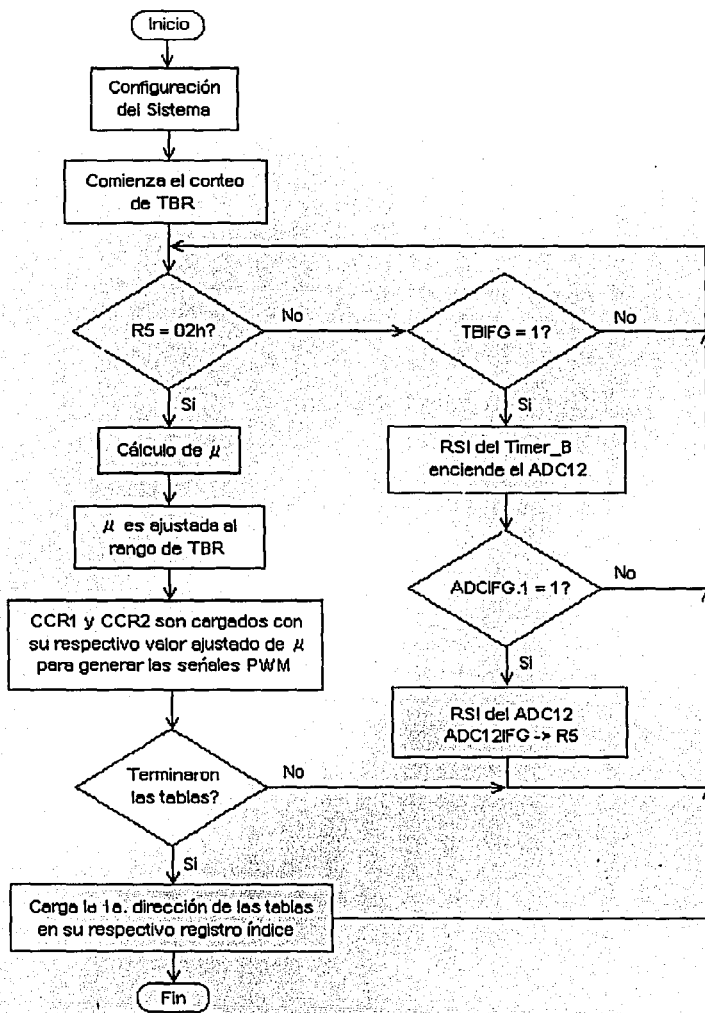 Inicio
Configuración
del Sistema
Comienza el conteo
de TBR
R5 = 02h?
No
TBIFG = 1?
No
Si
Si
Cálculo de μ
RSI del Timer_B
enciende el ADC12
μ es ajustada al
rango de TBR
ADCIFG.1 = 1?
No
CCR1 y CCR2 son cargados con
su respectivo valor ajustado de μ
para generar las señales PWM
Si
RSI del ADC12
ADC12IFG -> R5
Terminaron
las tablas?
No
Si
Carga la 1a. dirección de las tablas
en su respectivo registro índice
Fin